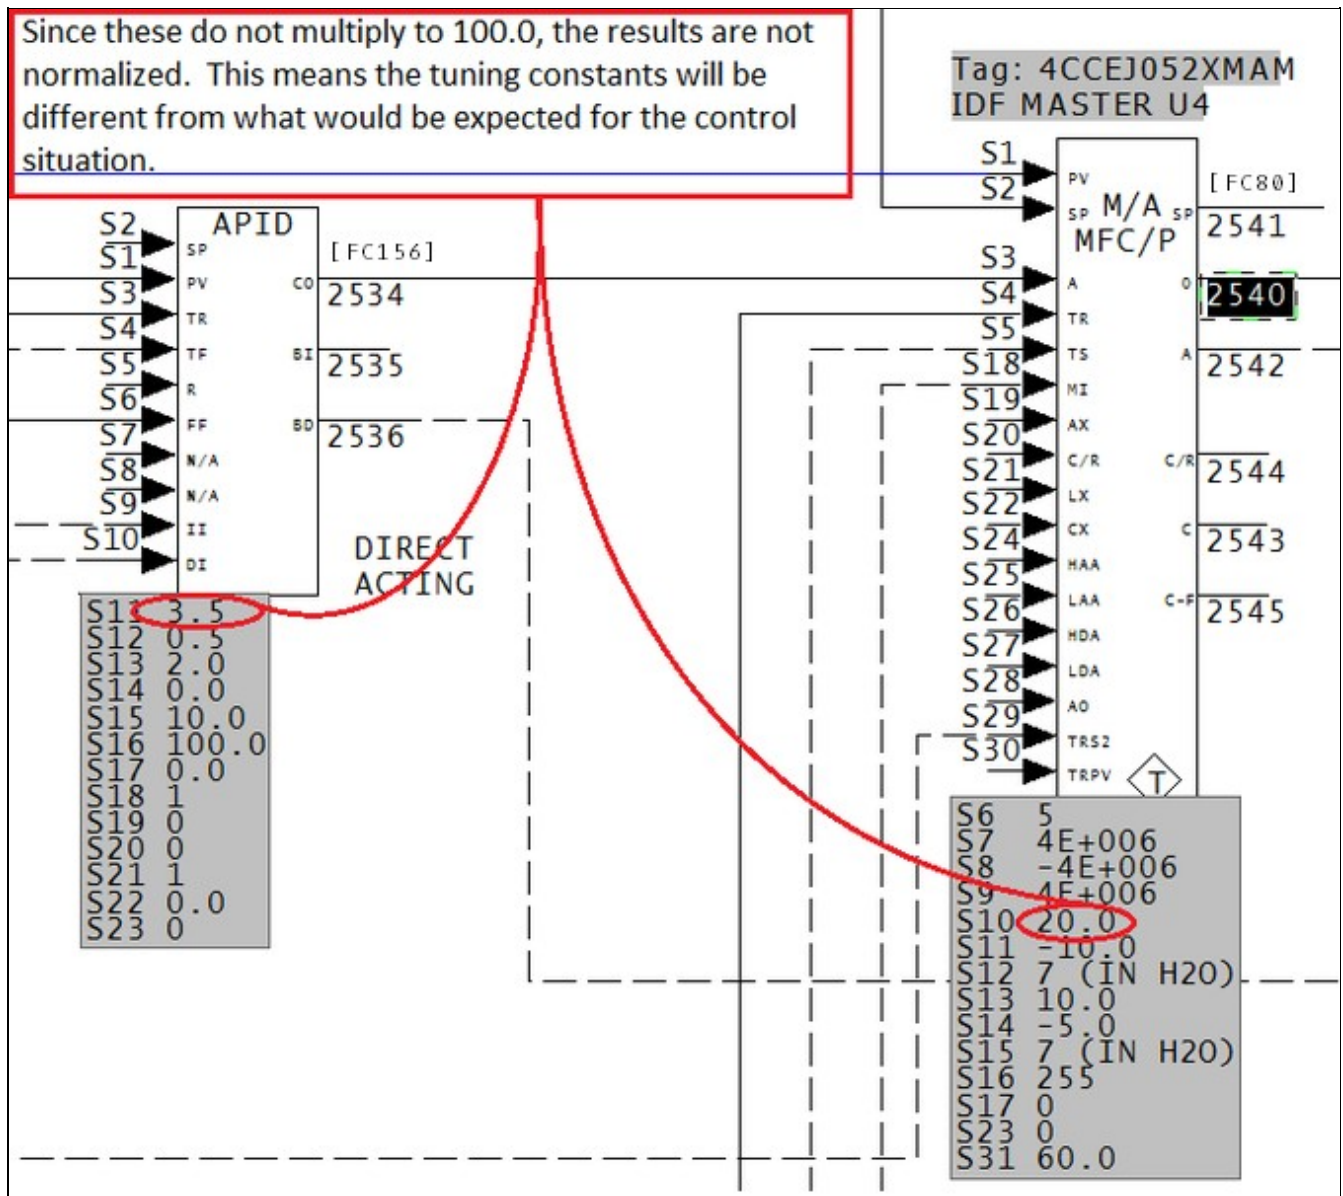 Since these do not multiply to 100.0, the results are not
normalized. This means the tuning constants will be
different from what would be expected for the control
situation.
Tag: 4CCEJ052XMAM
IDF MASTER U4
S2
S1
S3
S4
S5
S6
S7
S8
S9
S10
APID
SP
PV
TR
TF
R
FF
N/A
N/A
II
DI
CO
BI
BD
[FC156]
2534
2535
2536
DIRECT
ACTING
S11 3.5
S12 0.5
S13 2.0
S14 0.0
S15 10.0
S16 100.0
S17 0.0
S18 1
S19 0
S20 0
S21 1
S22 0.0
S23 0
S1
S2
S3
S4
S5
S18
S19
S20
S21
S22
S24
S25
S26
S27
S28
S29
S30
PV
SP M/A SP
MFC/P
A
TR
TS
MI
AX
C/R
LX
CX
HAA
LAA
HDA
LDA
AO
TRS2
TRPV
O
A
C/R
C
C-F
T
[FC80]
2541
2540
2542
2544
2543
2545
S6 5
S7 4E+006
S8 -4E+006
S9 4E+006
S10 20.0
S11 -10.0
S12 7 (IN H2O)
S13 10.0
S14 -5.0
S15 7 (IN H2O)
S16 255
S17 0
S23 0
S31 60.0